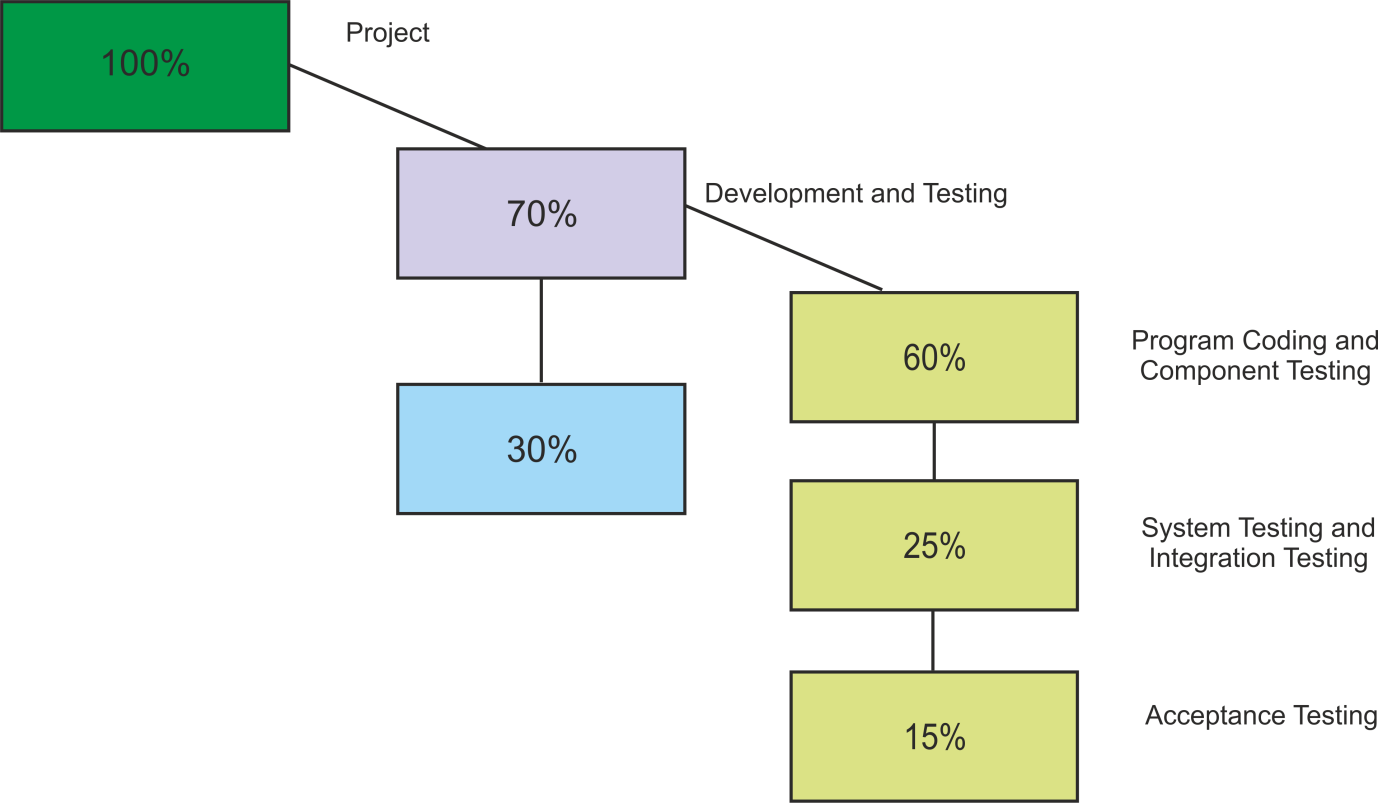 100%
Project
70%
Development and Testing
30%
60%
Program Coding and
Component Testing
25%
System Testing and
Integration Testing
15%
Acceptance Testing